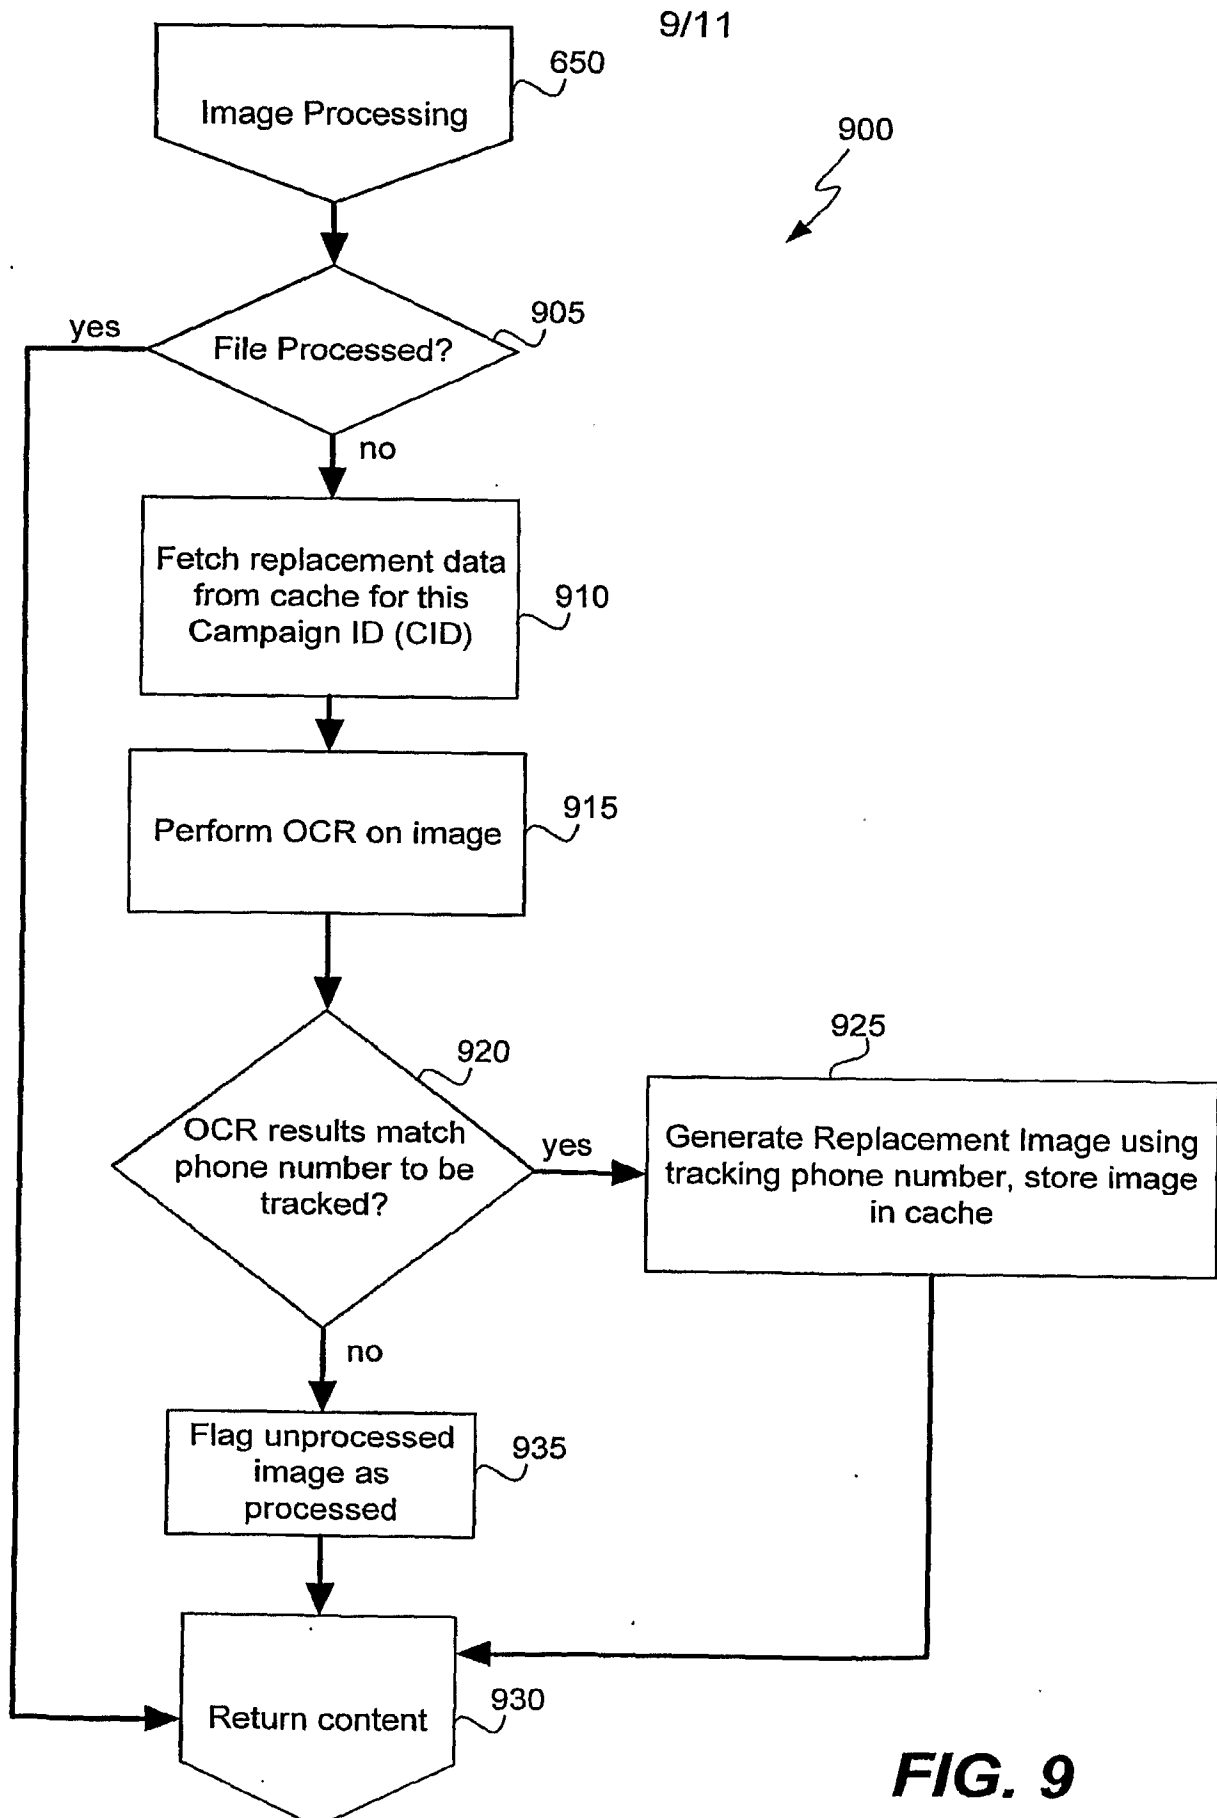 9/11
650
Image Processing
900
905
yes
File Processed?
no
Fetch replacement data
from cache for this
Campaign ID (CID)
910
915
Perform OCR on image
925
920
OCR results match
phone number to be
tracked?
yes
Generate Replacement Image using
tracking phone number, store image
in cache
no
Flag unprocessed
image as
processed
935
Return content
930
FIG. 9